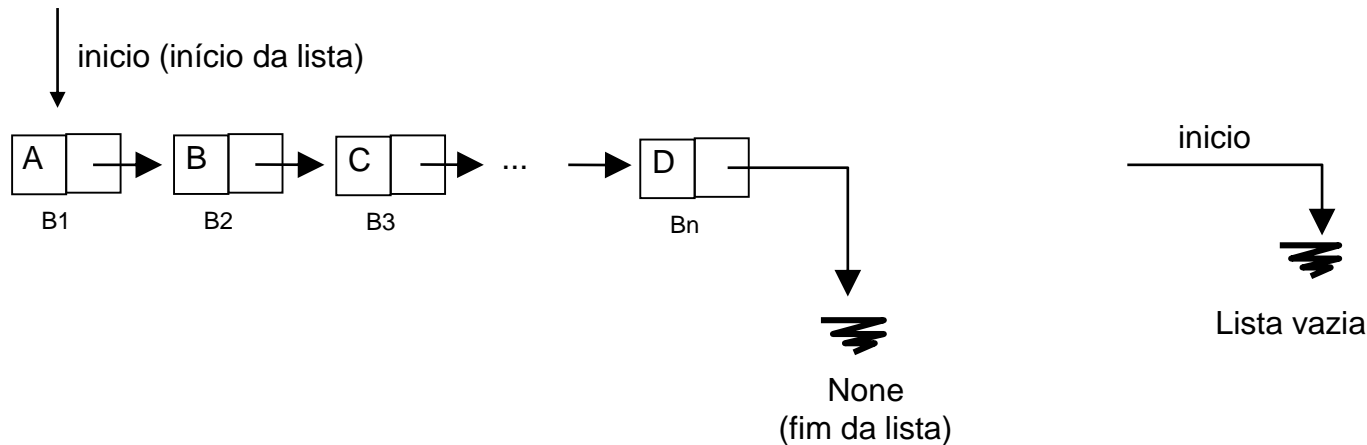 inicio (início da lista)
A
B
C
...
D
B1
B2
B3
Bn
None
(fim da lista)
inicio
Lista vazia